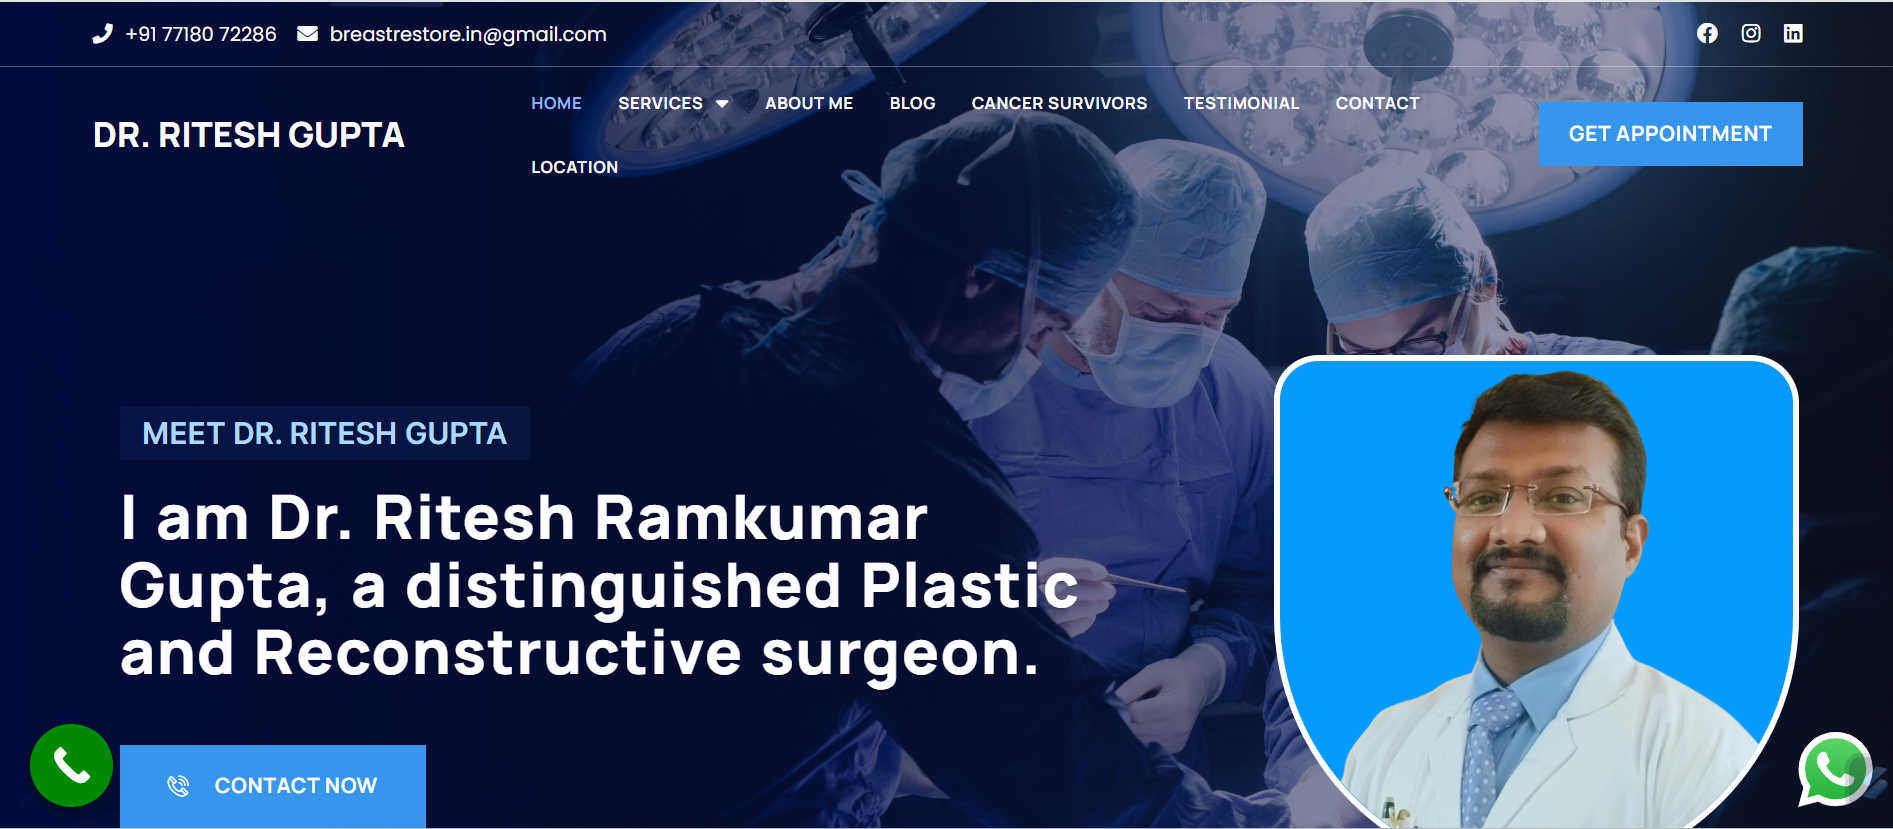 +91 77180 72286 breastrestore.in@gmail.com
DR. RITESH GUPTA
HOME SERVICES ABOUT ME BLOG CANCER SURVIVORS TESTIMONIAL CONTACT
LOCATION
GET APPOINTMENT
MEET DR. RITESH GUPTA
I am Dr. Ritesh Ramkumar
Gupta, a distinguished Plastic
and Reconstructive surgeon.
CONTACT NOW